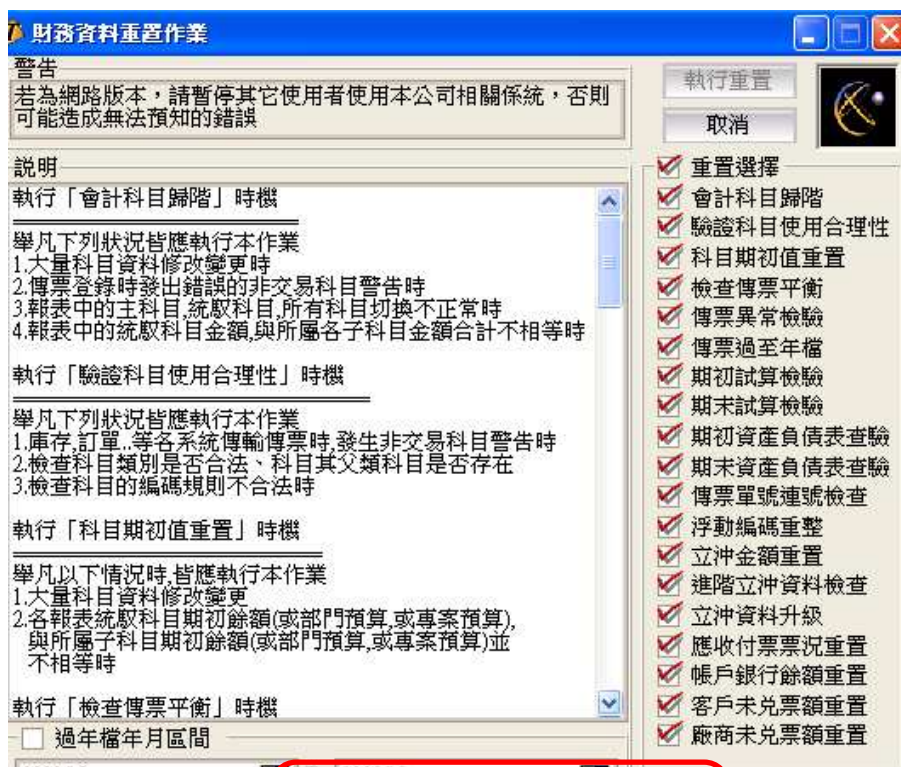 財務資料重置作業
警告
若為網路版本，請暫停其它使用者使用本公司相關係統，否則
可能造成無法預知的錯誤
執行重置
取消
說明
執行「會計科目歸階」時機
舉凡下列狀況皆應執行本作業
1.大量科目資料修改變更時
2.傳票登錄時發出錯誤的非交易科目警告時
3.報表中的主科目,統馭科目,所有科目切換不正常時
4.報表中的統馭科目金額,與所屬各子科目金額合計不相等時
執行「驗證科目使用合理性」時機
舉凡下列狀況皆應執行本作業
1.庫存,訂單..等各系統傳輸傳票時,發生非交易科目警告時
2.檢查科目類別是否合法、科目其父類科目是否存在
3.檢查科目的編碼規則不合法時
執行「科目期初值重置」時機
舉凡以下情況時,皆應執行本作業
1.大量科目資料修改變更
2.各報表統馭科目期初餘額(或部門預算,或專案預算),
與所屬子科目期初餘額(或部門預算,或專案預算)並
不相等時
執行「檢查傳票平衡」時機
過年檔年月區間
重置選擇
會計科目歸階
驗證科目使用合理性
科目期初值重置
檢查傳票平衡
傳票異常檢驗
傳票過至年檔
期初試算檢驗
期末試算檢驗
期初資產負債表查驗
期末資產負債表查驗
傳票單號連號檢查
浮動編碼重整
立沖金額重置
進階立沖資料檢查
立沖資料升級
應收付票票況重置
帳戶銀行餘額重置
客戶未兌票額重置
廠商未兌票額重置